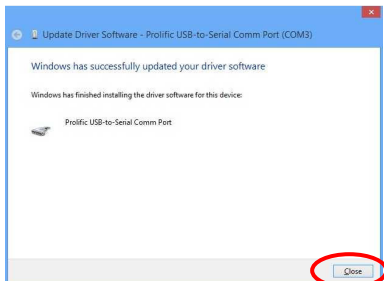 Update Driver Software - Prolific USB-to-Serial Comm Port (COM3)
Windows has successfully updated your driver software
Windows has finished installing the driver software for this device:
Prolific USB-to-Serial Comm Port
Close